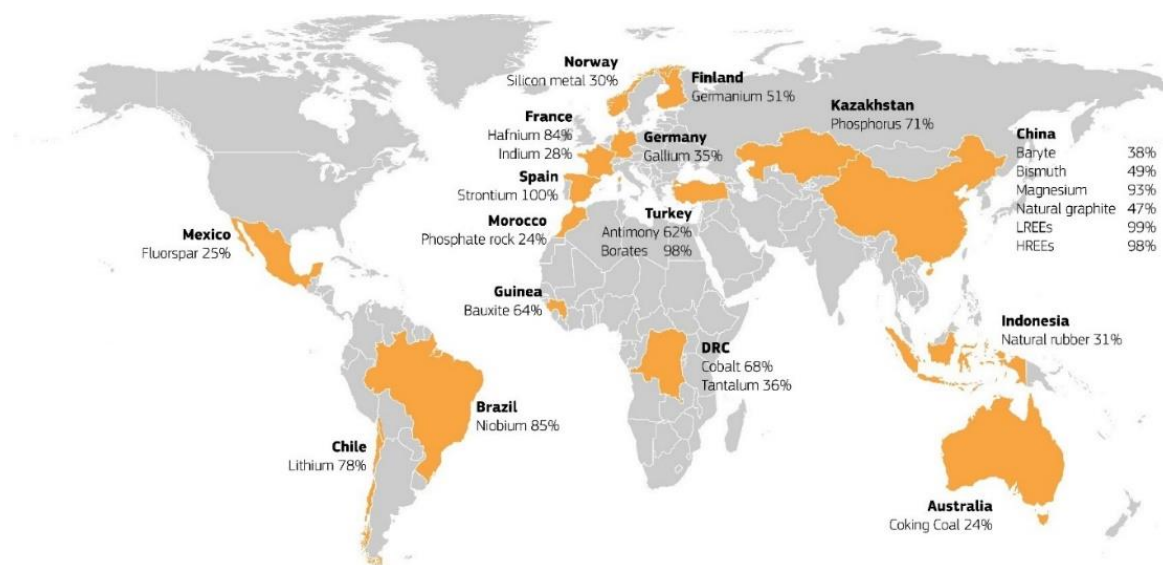 Norway
Silicon metal 30%
Finland
Germanium 51%
France
Hafnium 84%
Indium 28%
Germany
Gallium 35%
Kazakhstan
Phosphorus 71%
China
Baryte 38%
Bismuth 49%
Magnesium 93%
Natural graphite 47%
LREEs 99%
HREEs 98%
Spain
Strontium 100%
Morocco
Phosphate rock 24%
Turkey
Antimony 62%
Borates 98%
Mexico
Fluorspar 25%
Guinea
Bauxite 64%
Indonesia
Natural rubber 31%
DRC
Cobalt 68%
Tantalum 36%
Brazil
Niobium 85%
Chile
Lithium 78%
Australia
Coking Coal 24%